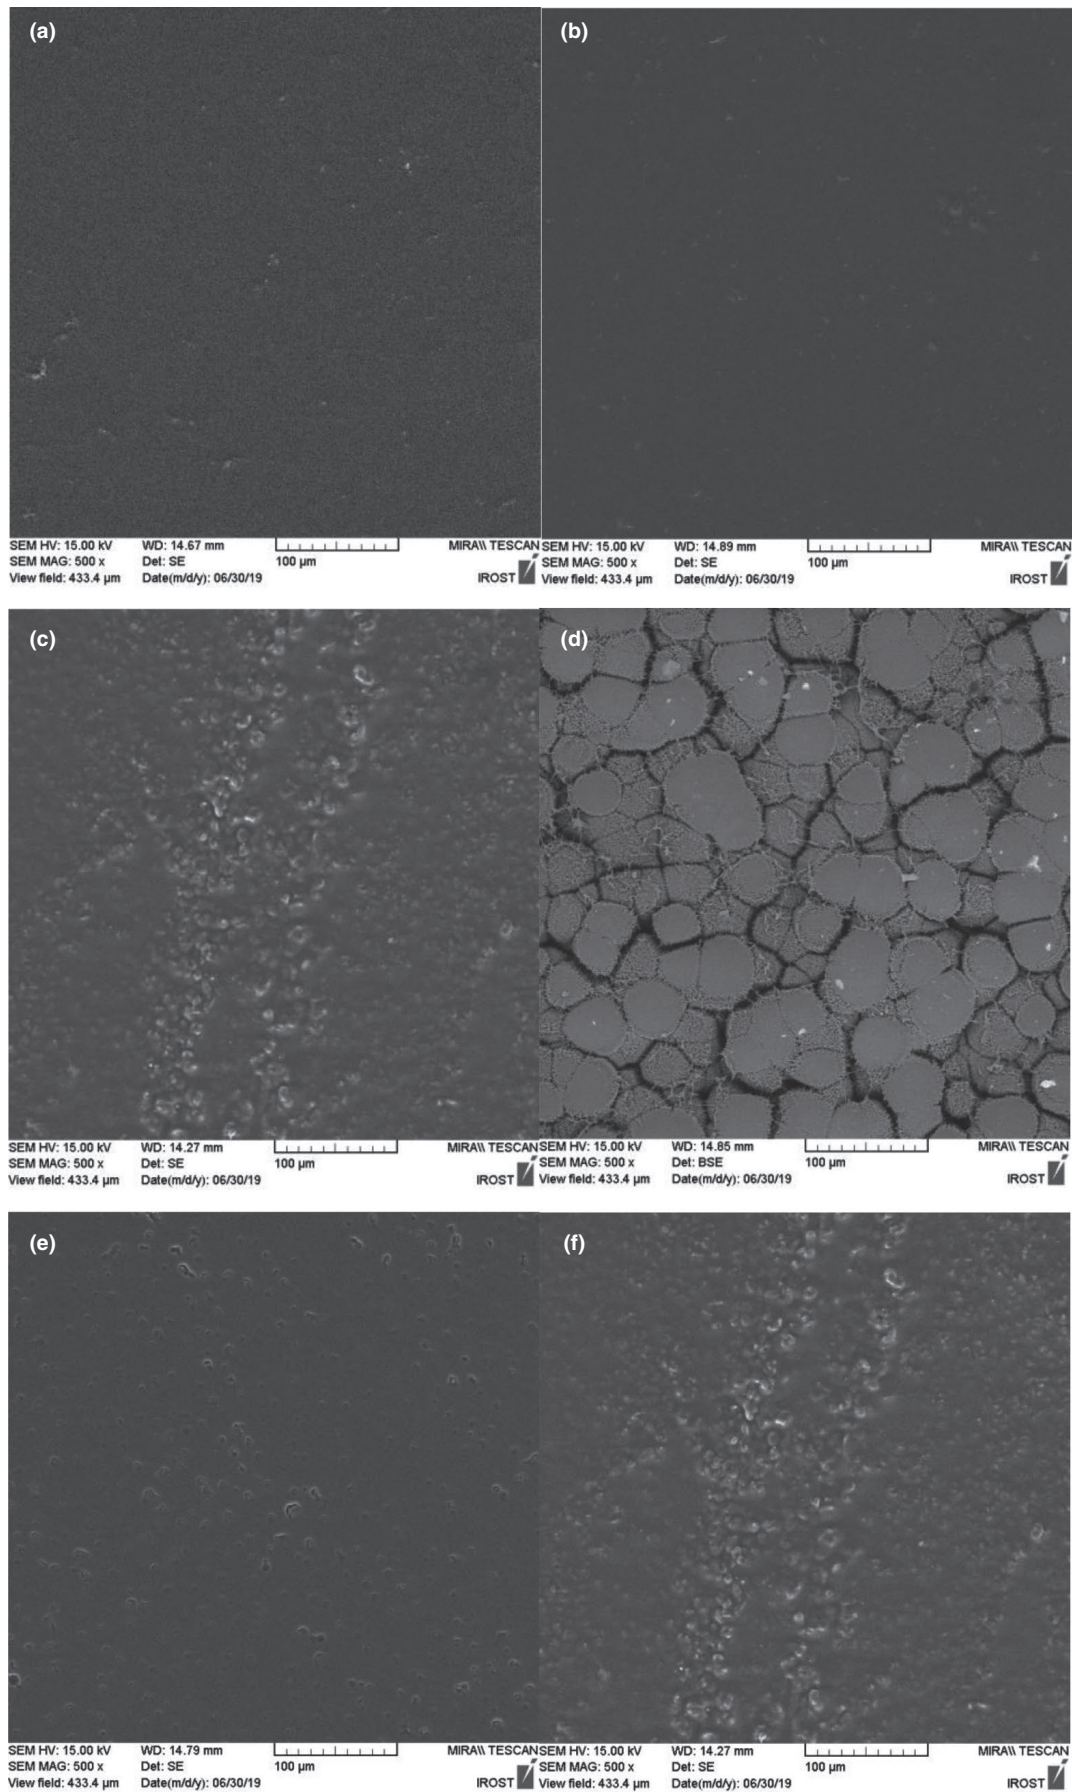 (a)
(b)
SEM HV: 15.00 kV WD: 14.67 mm MIRA\\ TESCAN
SEM MAG: 500 x Det: SE 100 µm
View field: 433.4 µm Date(m/d/y): 06/30/19 IROST
SEM HV: 15.00 kV WD: 14.89 mm MIRA\\ TESCAN
SEM MAG: 500 x Det: SE 100 µm
View field: 433.4 µm Date(m/d/y): 06/30/19 IROST
(c)
(d)
SEM HV: 15.00 kV WD: 14.27 mm MIRA\\ TESCAN
SEM MAG: 500 x Det: SE 100 µm
View field: 433.4 µm Date(m/d/y): 06/30/19 IROST
SEM HV: 15.00 kV WD: 14.85 mm MIRA\\ TESCAN
SEM MAG: 500 x Det: BSE 100 µm
View field: 433.4 µm Date(m/d/y): 06/30/19 IROST
(e)
(f)
SEM HV: 15.00 kV WD: 14.79 mm MIRA\\ TESCAN
SEM MAG: 500 x Det: SE 100 µm
View field: 433.4 µm Date(m/d/y): 06/30/19 IROST
SEM HV: 15.00 kV WD: 14.27 mm MIRA\\ TESCAN
SEM MAG: 500 x Det: SE 100 µm
View field: 433.4 µm Date(m/d/y): 06/30/19 IROST